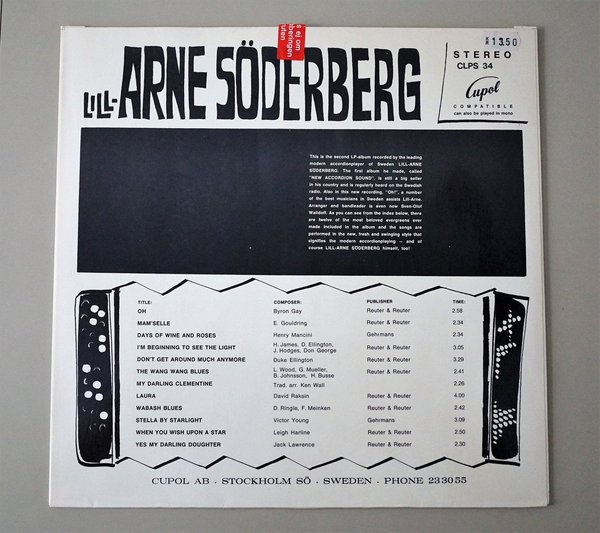 s ej om
mberingen
ruten
13.50
LILL-ARNE SÖDERBERG
STEREO
CLPS 34
Cupol
COMPATIBLE
can also be played in mono
This is the second LP-album recorded by the leading
modern accordionplayer of Sweden LILL-ARNE
SÖDERBERG. The first album he made, called
"NEW ACCORDION SOUND", is still a big seller
in his country and is regularly heard on the Swedish
radio. Also in this new recording, "Oh!", a number
of the best musicians in Sweden assists Lill-Arne.
Arranger and bandleader is even now Sven-Olof
Walldoff. As you can see from the index below, there
are twelve of the most beloved evergreens ever
made included in the album and the songs are
performed in the new, fresh and swinging style that
signifies the modern accordionplaying – and of
course LILL-ARNE SÖDERBERG himself, too!
TITLE: COMPOSER: PUBLISHER TIME:
OH Byron Gay Reuter & Reuter 2.58
MAM'SELLE E. Gouldring Reuter & Reuter 2.34
DAYS OF WINE AND ROSES Henry Mancini Gehrmans 2.34
I'M BEGINNING TO SEE THE LIGHT H. James, D. Ellington, J. Hodges, Don George Reuter & Reuter 3.05
DON'T GET AROUND MUCH ANYMORE Duke Ellington Reuter & Reuter 3.29
THE WANG WANG BLUES L. Wood, G. Mueller, B. Johnsson, H. Busse Reuter & Reuter 2.41
MY DARLING CLEMENTINE Trad. arr. Ken Wall 2.26
LAURA David Raksin Reuter & Reuter 4.00
WABASH BLUES D. Ringle, F. Meinken Reuter & Reuter 2.42
STELLA BY STARLIGHT Victor Young Gehrmans 3.09
WHEN YOU WISH UPON A STAR Leigh Harline Reuter & Reuter 2.50
YES MY DARLING DOUGHTER Jack Lawrence Reuter & Reuter 2.30
CUPOL AB · STOCKHOLM SÖ · SWEDEN · PHONE 23 30 55